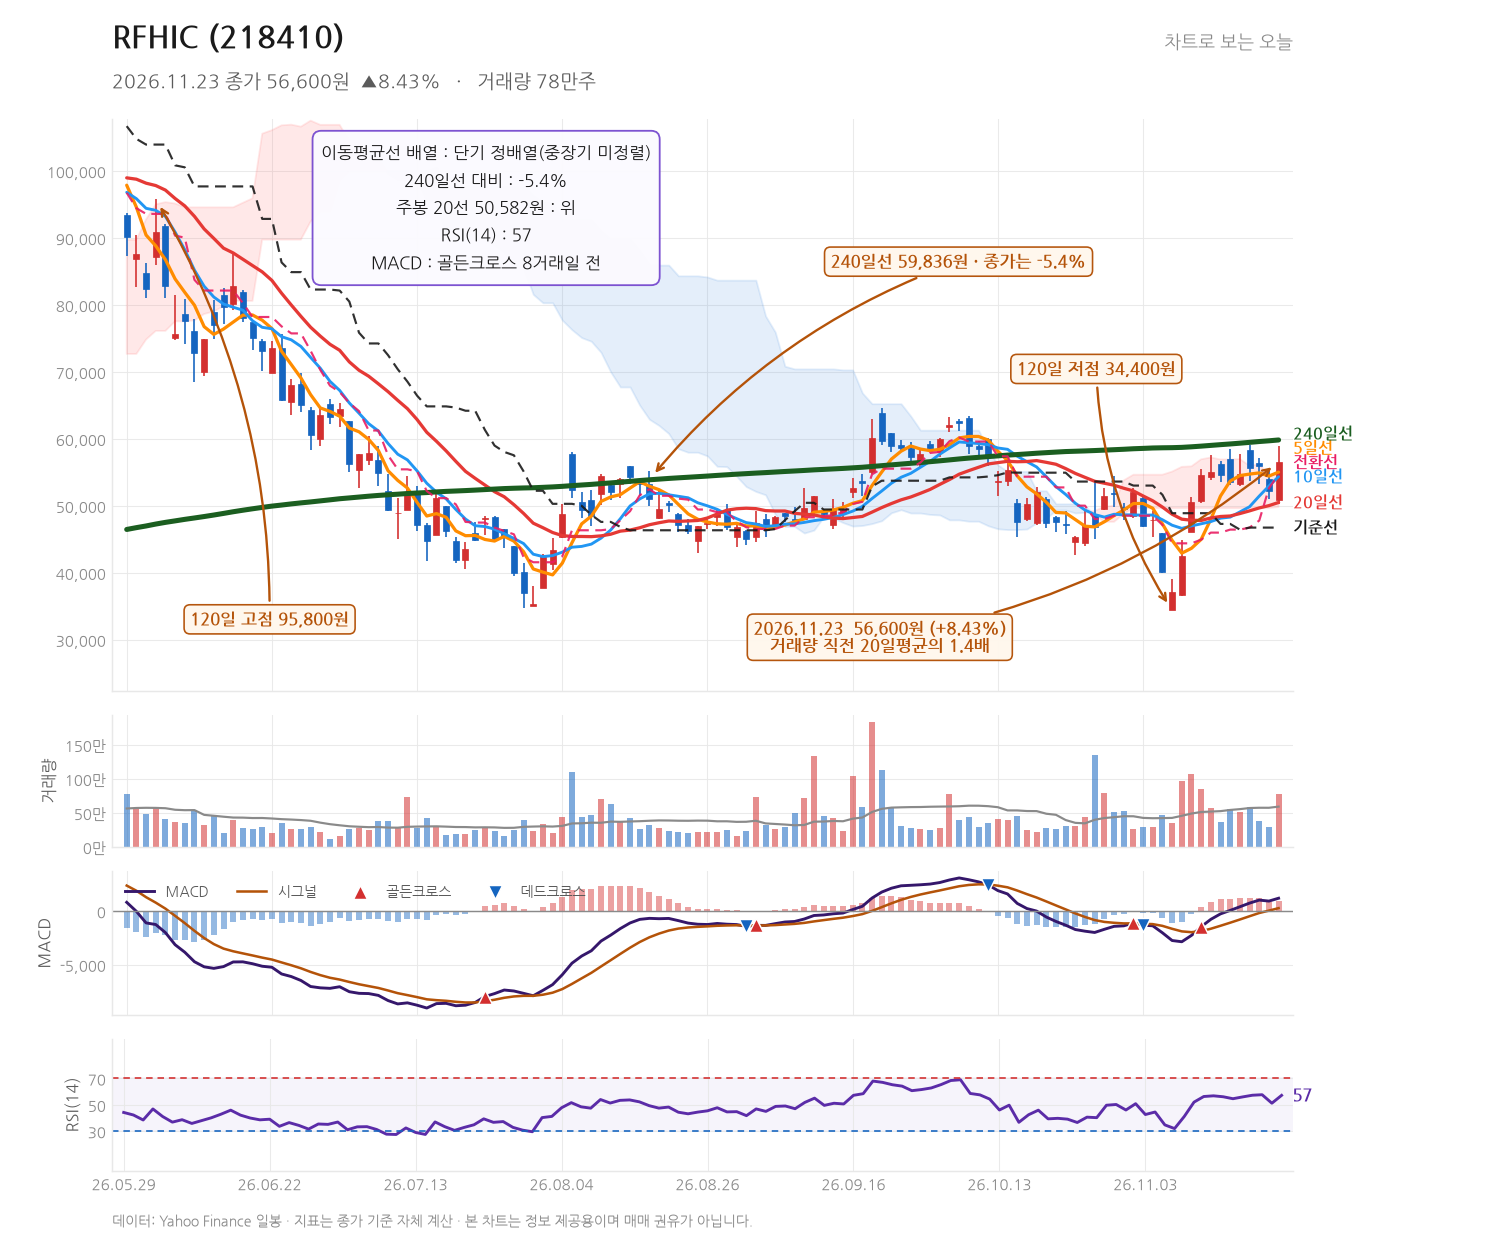 RFHIC (218410)
차트로 보는 오늘
2026.11.23 종가 56,600원 ▲8.43% · 거래량 78만주
이동평균선 배열 : 단기 정배열(중장기 미정렬)
240일선 대비 : -5.4%
주봉 20선 50,582원 : 위
RSI(14) : 57
MACD : 골든크로스 8거래일 전
240일선 59,836원 · 종가는 -5.4%
120일 저점 34,400원
120일 고점 95,800원
2026.11.23 56,600원 (+8.43%)
거래량 직전 20일평균의 1.4배
100,000
90,000
80,000
70,000
60,000
50,000
40,000
30,000
240일선
5일선
전환선
10일선
20일선
기준선
거래량
150만
100만
50만
0만
MACD
MACD
시그널
골든크로스
데드크로스
0
-5,000
RSI(14)
70
50
30
57
26.05.29
26.06.22
26.07.13
26.08.04
26.08.26
26.09.16
26.10.13
26.11.03
데이터: Yahoo Finance 일봉 · 지표는 종가 기준 자체 계산 · 본 차트는 정보 제공용이며 매매 권유가 아닙니다.